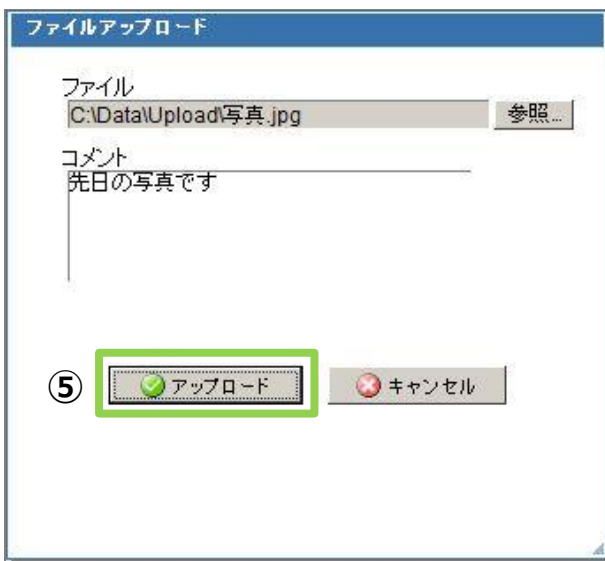 ファイルアップロード
ファイル
C:\Data\Upload\写真.jpg 参照...
コメント
先日の写真です
⑤ アップロード キャンセル